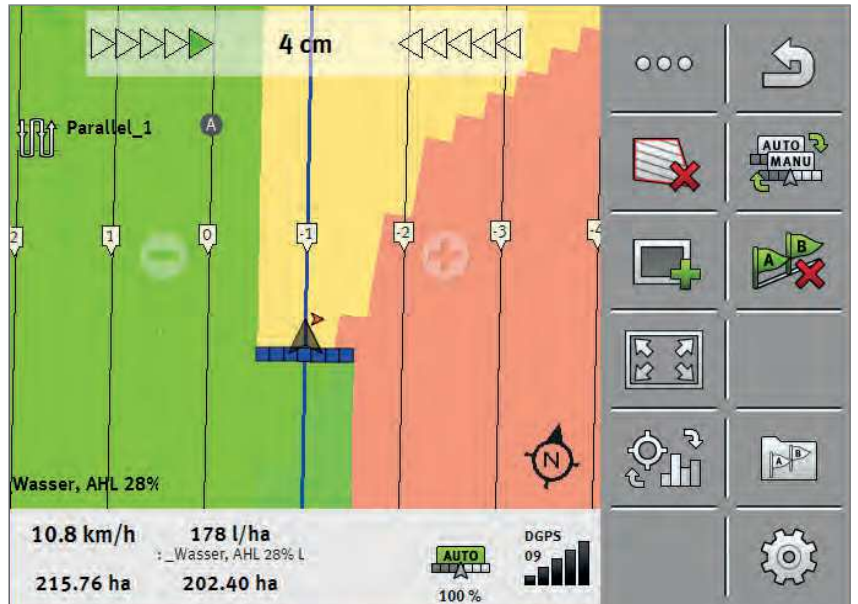 4 cm
Parallel_1
A
2
1
0
-1
-2
-3
-4
N
Wasser, AHL 28%
10.8 km/h
178 l/ha
:_Wasser, AHL 28% L
215.76 ha
202.40 ha
AUTO
100 %
DGPS
09
AUTO
MANU
A B
A B